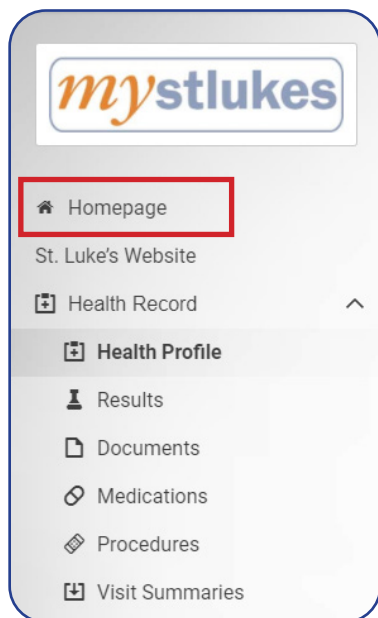 mystlukes
Homepage
St. Luke's Website
Health Record
Health Profile
Results
Documents
Medications
Procedures
Visit Summaries